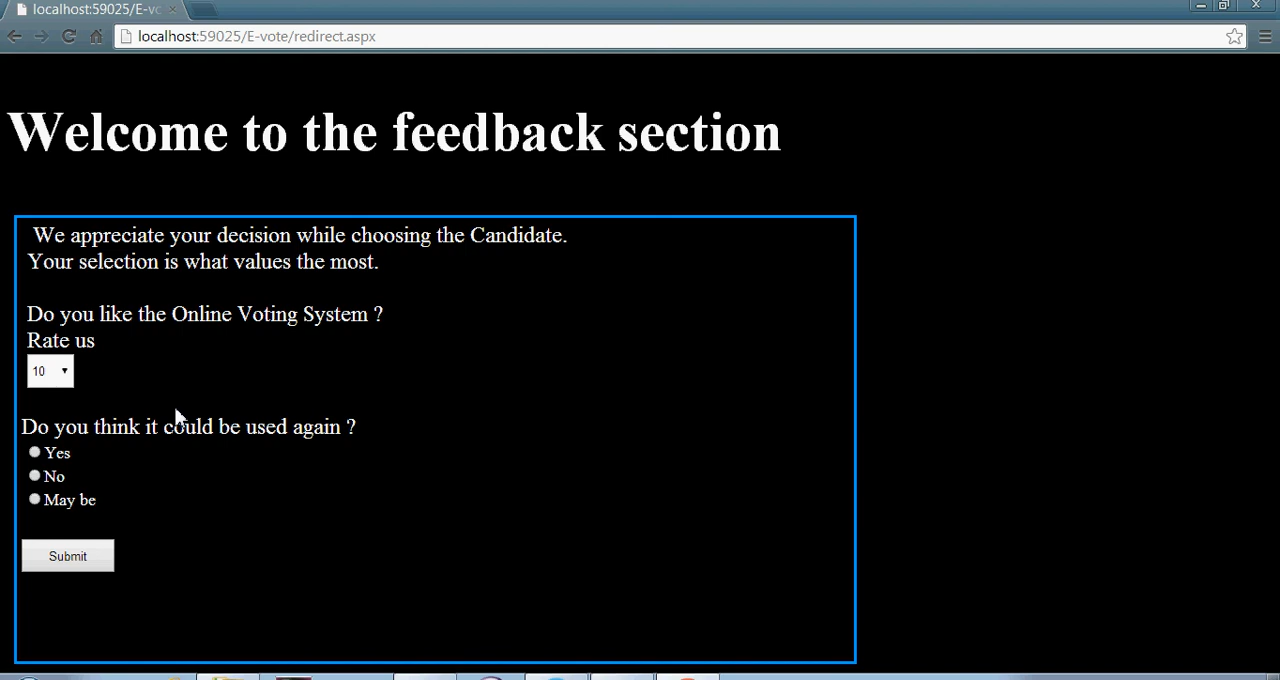 localhost:59025/E-vo
localhost:59025/E-vote/redirect.aspx
Welcome to the feedback section
We appreciate your decision while choosing the Candidate.
Your selection is what values the most.
Do you like the Online Voting System ?
Rate us
10
Do you think it could be used again ?
Yes
No
May be
Submit